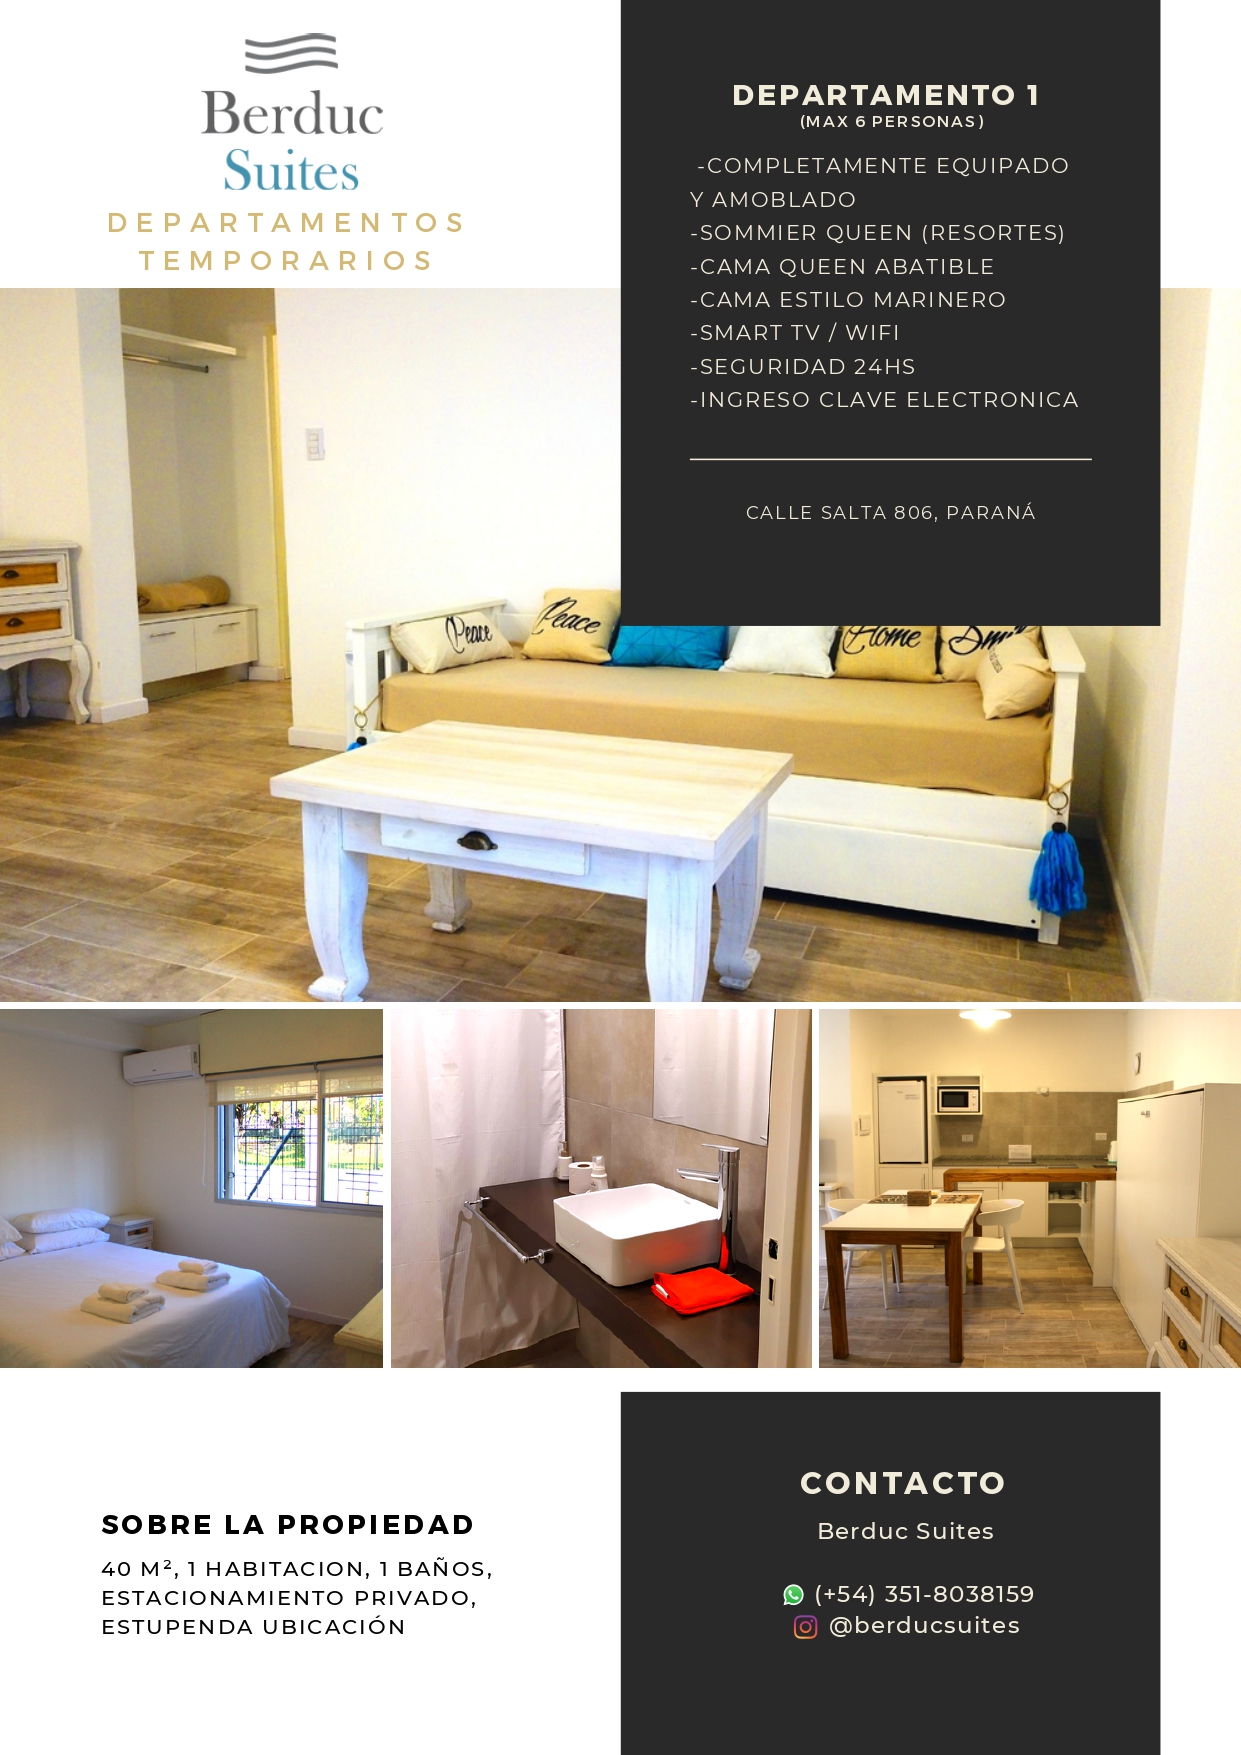 Berduc
Suites
DEPARTAMENTOS
TEMPORARIOS
DEPARTAMENTO 1
(MAX 6 PERSONAS)
-COMPLETAMENTE EQUIPADO
Y AMOBLADO
-SOMMIER QUEEN (RESORTES)
-CAMA QUEEN ABATIBLE
-CAMA ESTILO MARINERO
-SMART TV / WIFI
-SEGURIDAD 24HS
-INGRESO CLAVE ELECTRONICA
CALLE SALTA 806, PARANÁ
Peace
Peace
Home
SOBRE LA PROPIEDAD
40 M², 1 HABITACION, 1 BAÑOS,
ESTACIONAMIENTO PRIVADO,
ESTUPENDA UBICACIÓN
CONTACTO
Berduc Suites
(+54) 351-8038159
@berducsuites